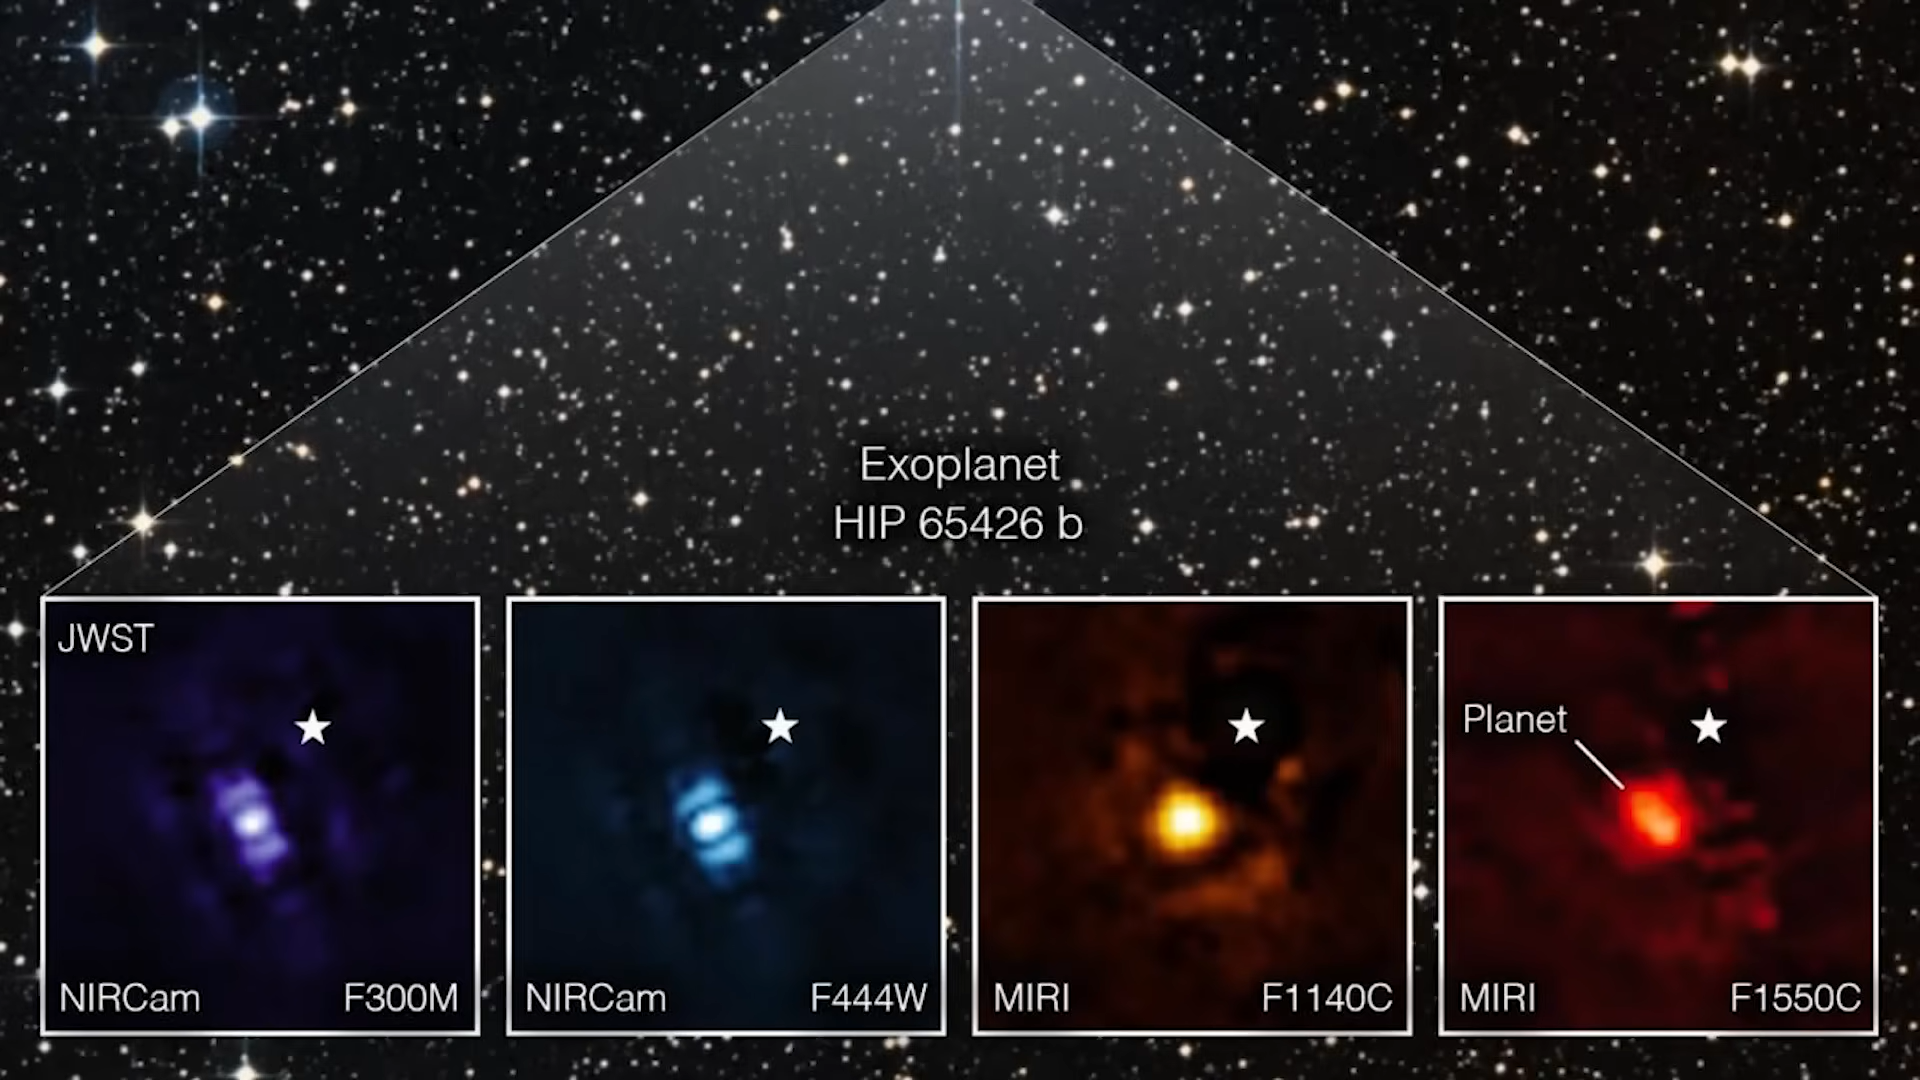 Exoplanet
HIP 65426 b
JWST
Planet
NIRCam F300M
NIRCam F444W
MIRI F1140C
MIRI F1550C